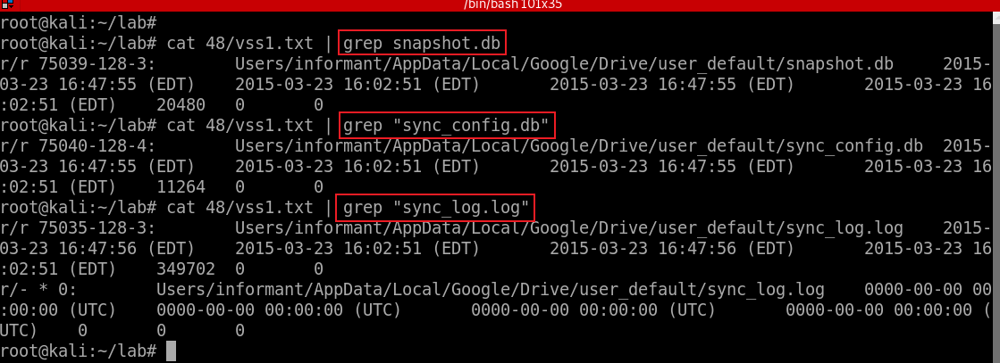 /bin/bash 101x35
root@kali:~/lab#
root@kali:~/lab# cat 48/vss1.txt | grep snapshot.db
r/r 75039-128-3:        Users/informant/AppData/Local/Google/Drive/user_default/snapshot.db     2015-
03-23 16:47:55 (EDT)   2015-03-23 16:02:51 (EDT)       2015-03-23 16:47:55 (EDT)       2015-03-23 16
:02:51 (EDT)    20480   0       0
root@kali:~/lab# cat 48/vss1.txt | grep "sync_config.db"
r/r 75040-128-4:        Users/informant/AppData/Local/Google/Drive/user_default/sync_config.db  2015-
03-23 16:47:55 (EDT)   2015-03-23 16:02:51 (EDT)       2015-03-23 16:47:55 (EDT)       2015-03-23 16
:02:51 (EDT)    11264   0       0
root@kali:~/lab# cat 48/vss1.txt | grep "sync_log.log"
r/r 75035-128-3:        Users/informant/AppData/Local/Google/Drive/user_default/sync_log.log    2015-
03-23 16:47:56 (EDT)   2015-03-23 16:02:51 (EDT)       2015-03-23 16:47:56 (EDT)       2015-03-23 16
:02:51 (EDT)    349702  0       0
r/- * 0:        Users/informant/AppData/Local/Google/Drive/user_default/sync_log.log    0000-00-00 00
:00:00 (UTC)    0000-00-00 00:00:00 (UTC)       0000-00-00 00:00:00 (UTC)       0000-00-00 00:00:00 (
UTC)    0       0       0
root@kali:~/lab#